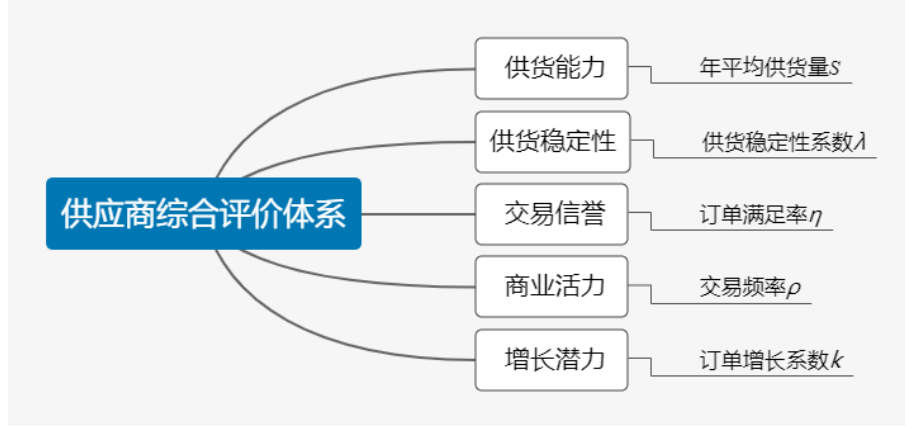 供应商综合评价体系
供货能力
年平均供货量s
供货稳定性
供货稳定性系数λ
交易信誉
订单满足率η
商业活力
交易频率ρ
增长潜力
订单增长系数k